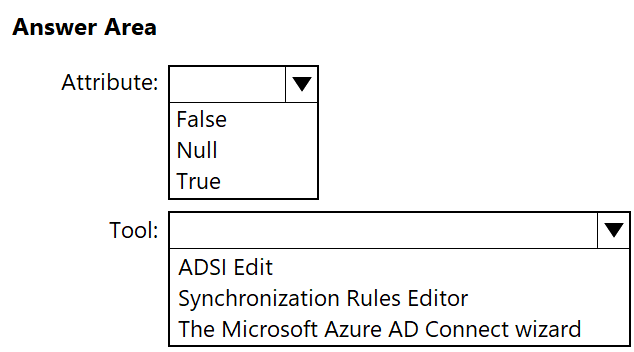 Answer Area
Attribute:
False
Null
True
Tool:
ADSI Edit
Synchronization Rules Editor
The Microsoft Azure AD Connect wizard